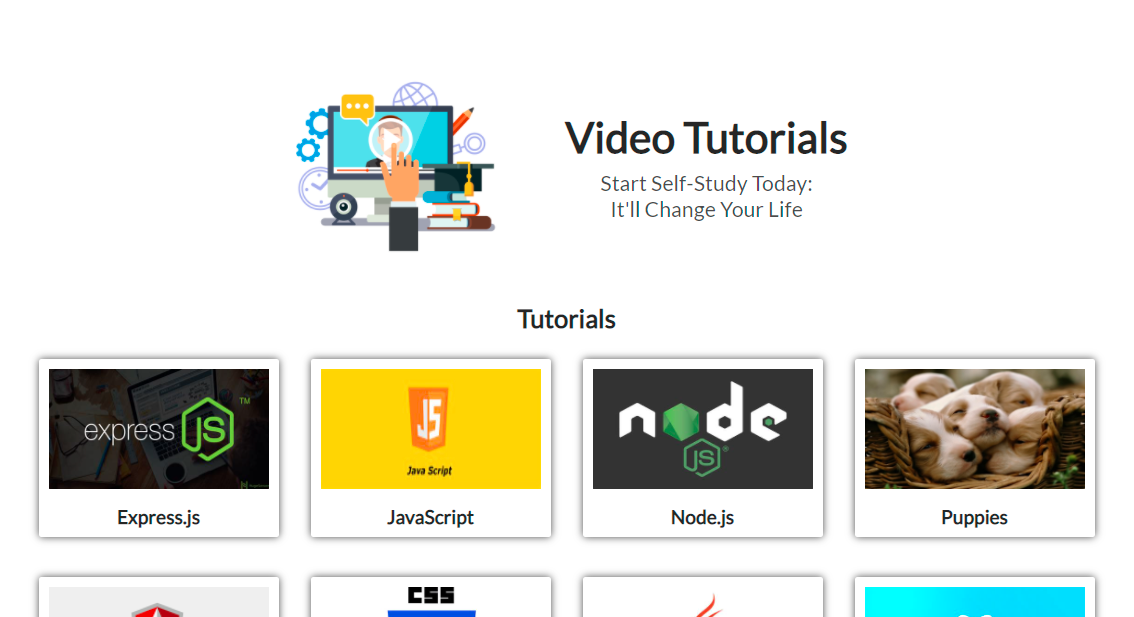 Video Tutorials
Start Self-Study Today:
It'll Change Your Life
Tutorials
express JS TM
JS
Java Script
node
JS
Express.js
JavaScript
Node.js
Puppies
CSS